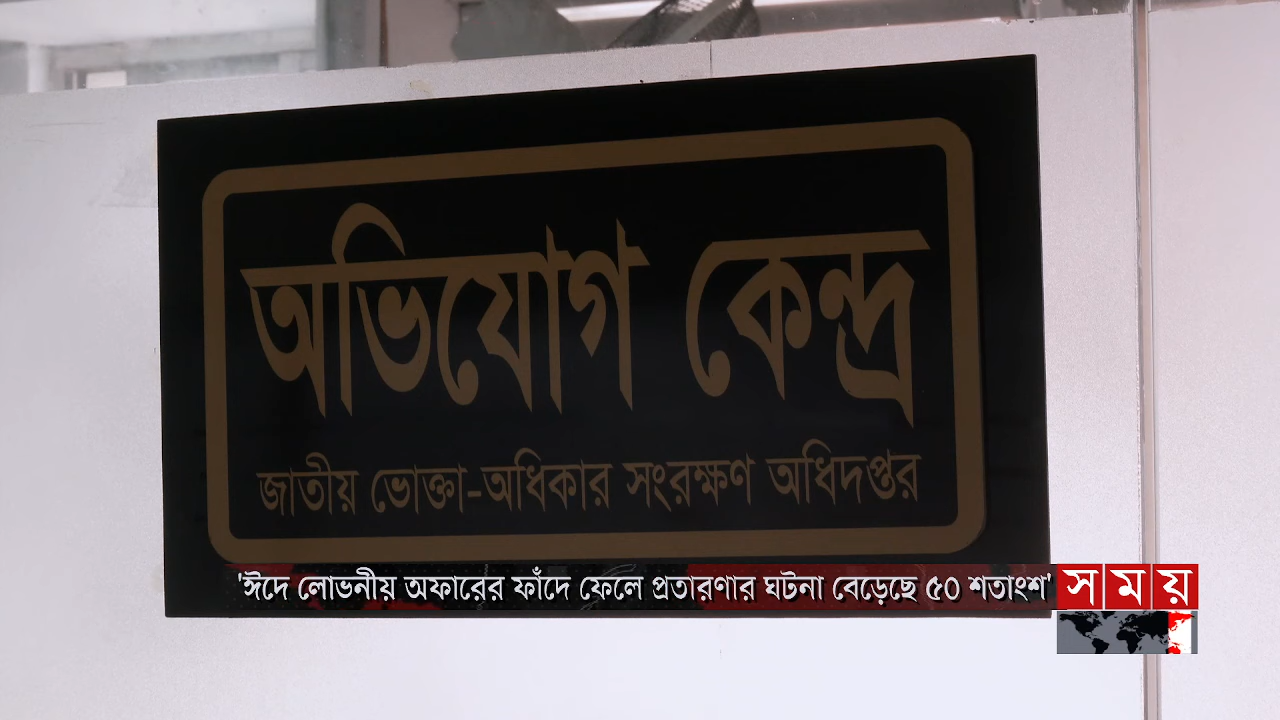 অভিযোগ কেন্দ্র
জাতীয় ভোক্তা-অধিকার সংরক্ষণ অধিদপ্তর
'ঈদে লোভনীয় অফারের ফাঁদে ফেলে প্রতারণার ঘটনা বেড়েছে ৫০ শতাংশ'
সময়